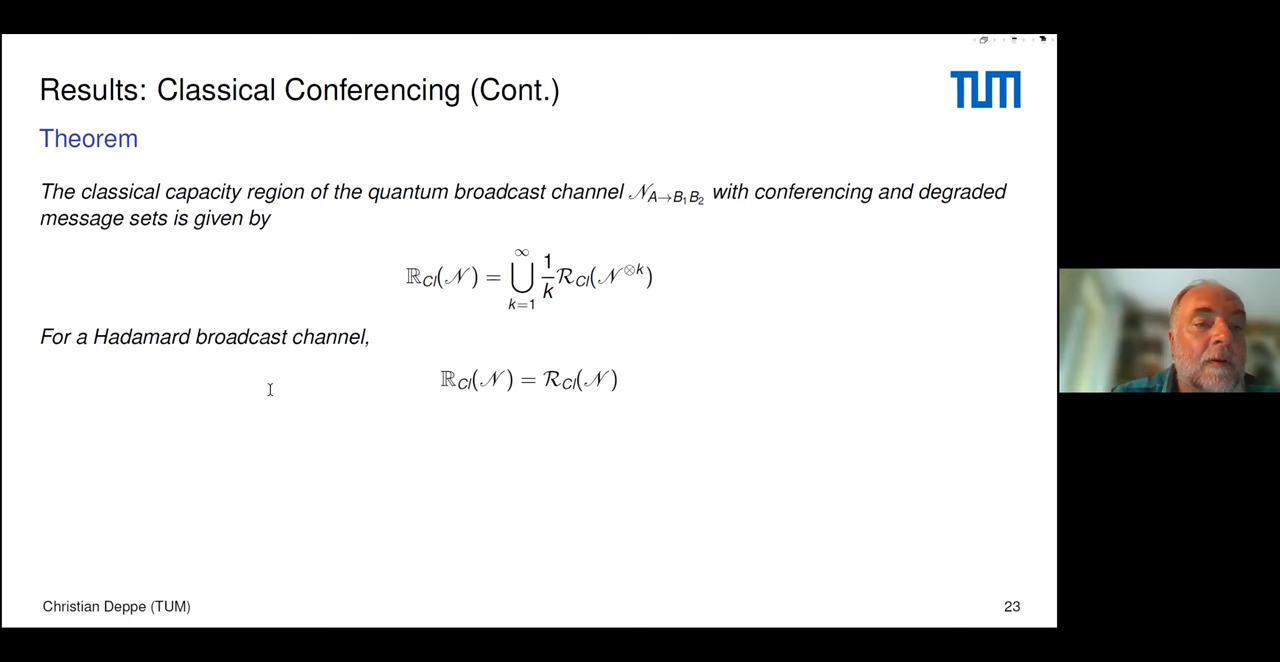 Results: Classical Conferencing (Cont.)
TUM
Theorem
The classical capacity region of the quantum broadcast channel 𝒩_{A→B₁B₂} with conferencing and degraded
message sets is given by
ℝ_{Cl}(𝒩) = ⋃_{k=1}^{∞} 1/k ℛ_{Cl}(𝒩^{⊗k})
For a Hadamard broadcast channel,
ℝ_{Cl}(𝒩) = ℛ_{Cl}(𝒩)
Christian Deppe (TUM)
23